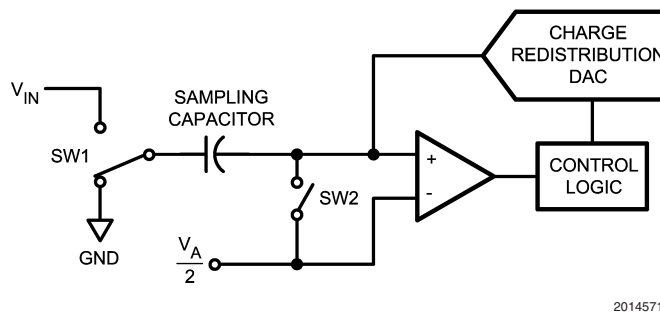 CHARGE
REDISTRIBUTION
DAC
V_IN
SAMPLING
CAPACITOR
SW1
+
-
CONTROL
LOGIC
SW2
GND
V_A
2
2014571